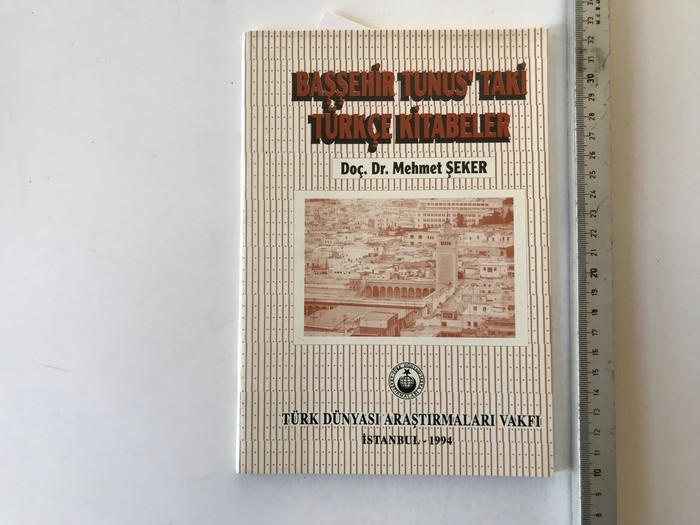 BAŞŞEHİR TUNUS'TAKİ
TÜRKÇE KİTABELER
Doç. Dr. Mehmet ŞEKER
TÜRK DÜNYASI ARAŞTIRMALARI VAKFI
İSTANBUL - 1994